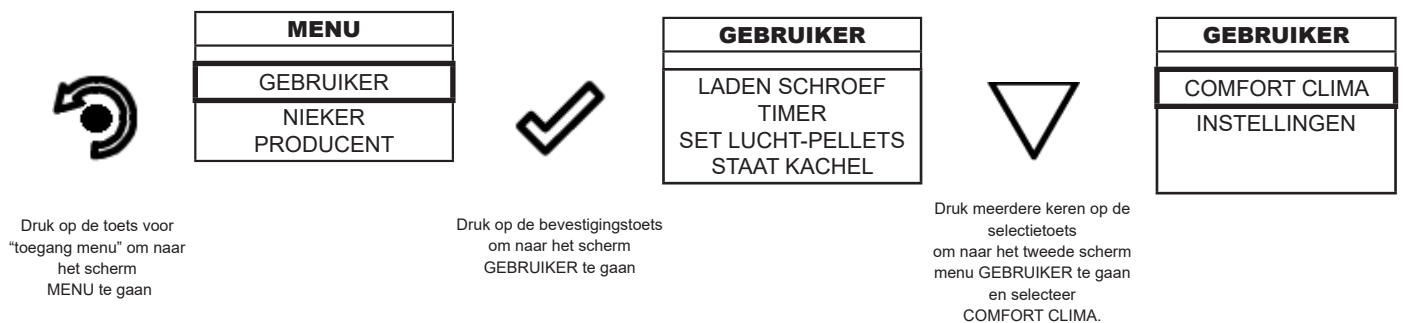 MENU
GEBRUIKER
NIEKER
PRODUCENT
Druk op de toets voor
“toegang menu” om naar
het scherm
MENU te gaan
Druk op de bevestigingstoets
om naar het scherm
GEBRUIKER te gaan
GEBRUIKER
LADEN SCHROEF
TIMER
SET LUCHT-PELLETS
STAAT KACHEL
Druk meerdere keren op de
selectietoets
om naar het tweede scherm
menu GEBRUIKER te gaan
en selecteer
COMFORT CLIMA.
GEBRUIKER
COMFORT CLIMA
INSTELLINGEN